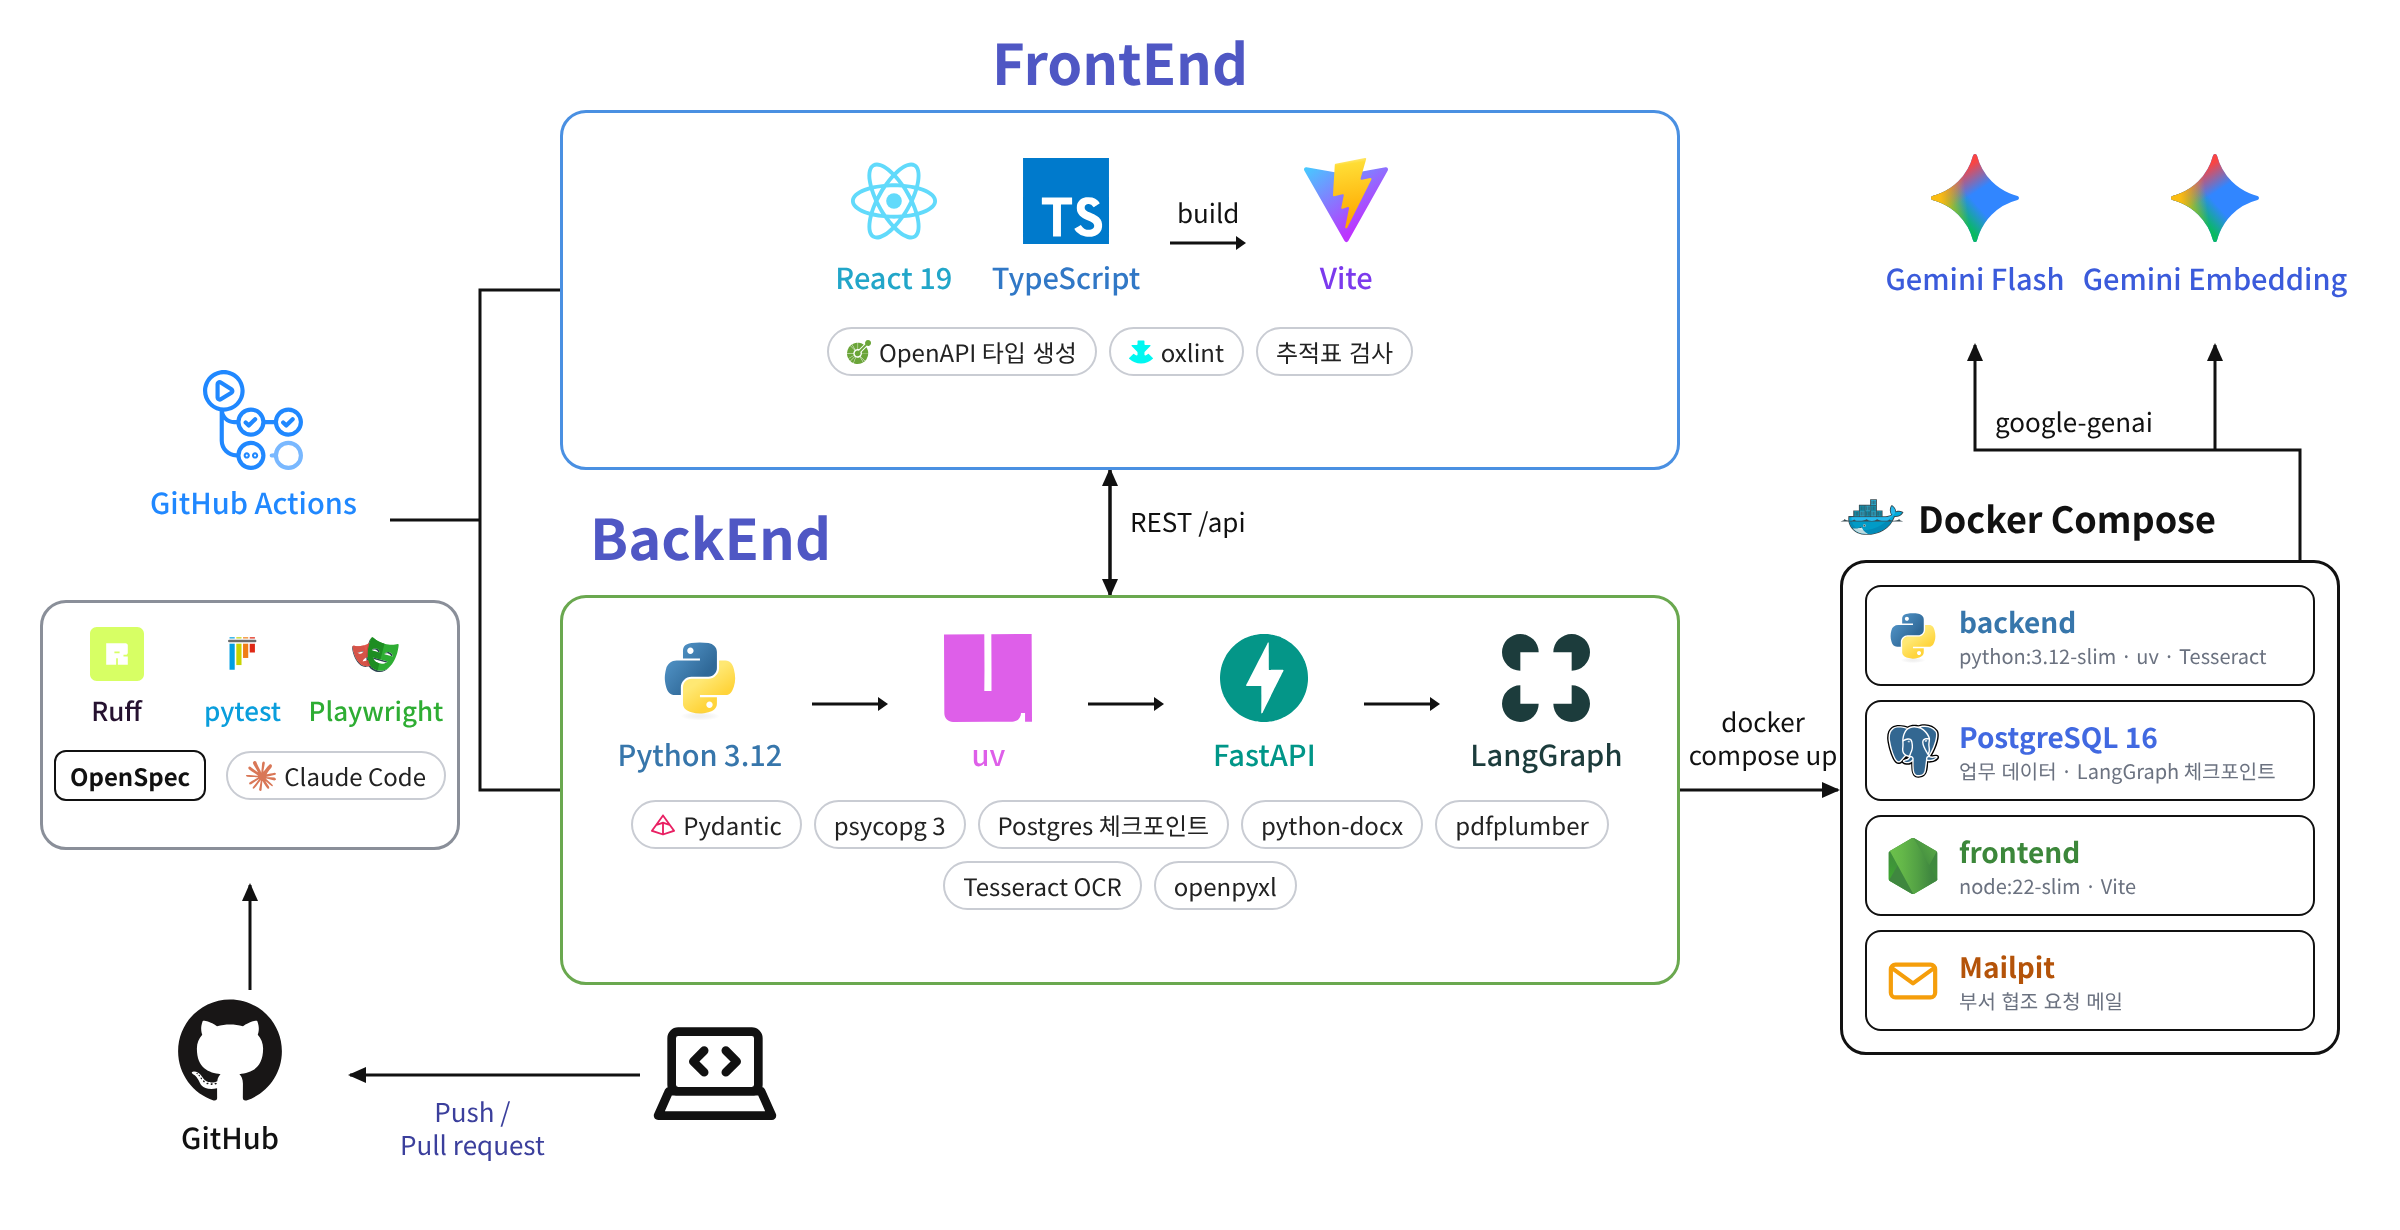 FrontEnd
TS
build
React 19
TypeScript
Vite
OpenAPI 타입 생성
oxlint
추적표 검사
GitHub Actions
BackEnd
REST /api
Python 3.12
uv
FastAPI
LangGraph
Pydantic
psycopg 3
Postgres 체크포인트
python-docx
pdfplumber
Tesseract OCR
openpyxl
R
Ruff
pytest
Playwright
OpenSpec
Claude Code
GitHub
Push /
Pull request
docker
compose up
Gemini Flash
Gemini Embedding
google-genai
Docker Compose
backend
python:3.12-slim · uv · Tesseract
PostgreSQL 16
업무 데이터 · LangGraph 체크포인트
frontend
node:22-slim · Vite
Mailpit
부서 협조 요청 메일